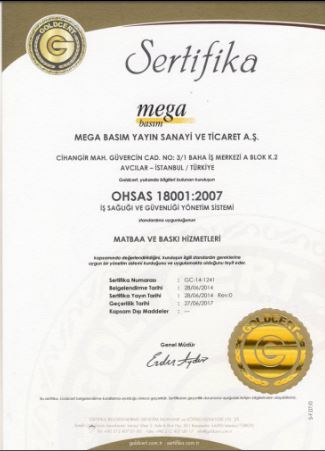 GOLDCERT
G
Sertifika
mega
basım
MEGA BASIM YAYIN SANAYİ VE TİCARET A.Ş.
CİHANGİR MAH. GÜVERCİN CAD. NO: 3/1 BAHA İŞ MERKEZİ A BLOK K.2
AVCILAR – İSTANBUL / TÜRKİYE
Goldcert, yukarıda bilgileri bulunan kuruluşun
OHSAS 18001:2007
İŞ SAĞLIĞI VE GÜVENLİĞİ YÖNETİM SİSTEMİ
standardına uygunluğunun
MATBAA VE BASKI HİZMETLERİ
kapsamında değerlendirildiğini, kuruluşun ilgili standardın gereklerine
uygun bir yönetim sistemi kurduğunu ve uygulamakta olduğunu teyit eder.
Sertifika Numarası : GC-14-1241
Belgelendirme Tarihi : 28/06/2014
Sertifika Yayın Tarihi : 28/06/2014 Rev:0
Geçerlilik Tarihi : 27/06/2017
Kapsam Dışı Maddeler : ---
Genel Müdür
GOLDCERT
G
goldcert.com.tr - sertifika.com.tr